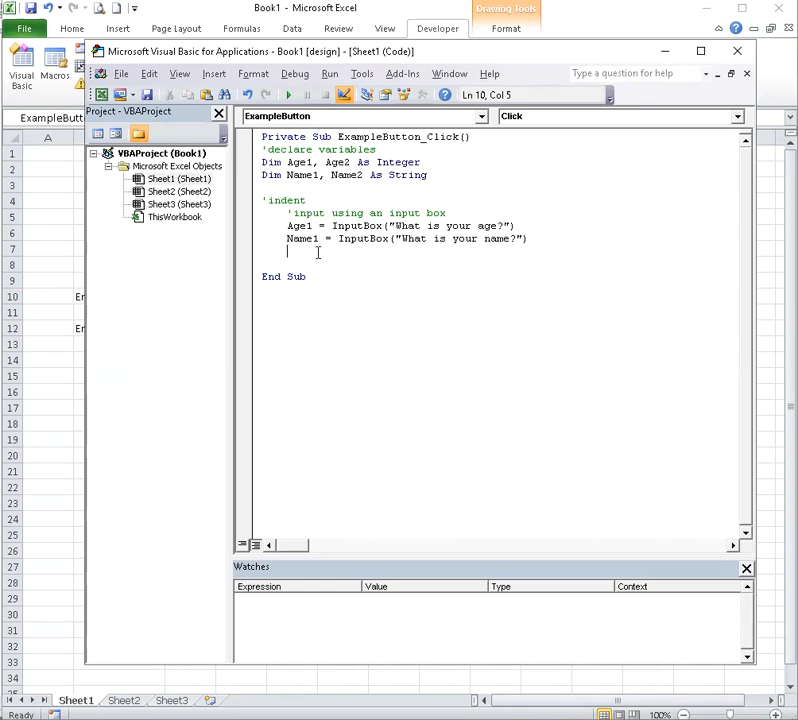 Book1 - Microsoft Excel
Drawing Tools
File Home Insert Page Layout Formulas Data Review View Developer Format
Visual Basic
Macros
Microsoft Visual Basic for Applications - Book1 [design] - [Sheet1 (Code)]
File Edit View Insert Format Debug Run Tools Add-Ins Window Help
Type a question for help
Ln 10, Col 5
Project - VBAProject
ExampleButton
Click
VBAProject (Book1)
Microsoft Excel Objects
Sheet1 (Sheet1)
Sheet2 (Sheet2)
Sheet3 (Sheet3)
ThisWorkbook
Private Sub ExampleButton_Click()
'declare variables
Dim Age1, Age2 As Integer
Dim Name1, Name2 As String
'indent
'input using an input box
Age1 = InputBox("What is your age?")
Name1 = InputBox("What is your name?")
End Sub
Watches
Expression Value Type Context
A
1
2
3
4
5
6
7
8
9
10
11
12
13
14
15
16
17
18
19
20
21
22
23
24
25
26
27
28
29
30
31
32
33
34
Sheet1 Sheet2 Sheet3
Ready
100%